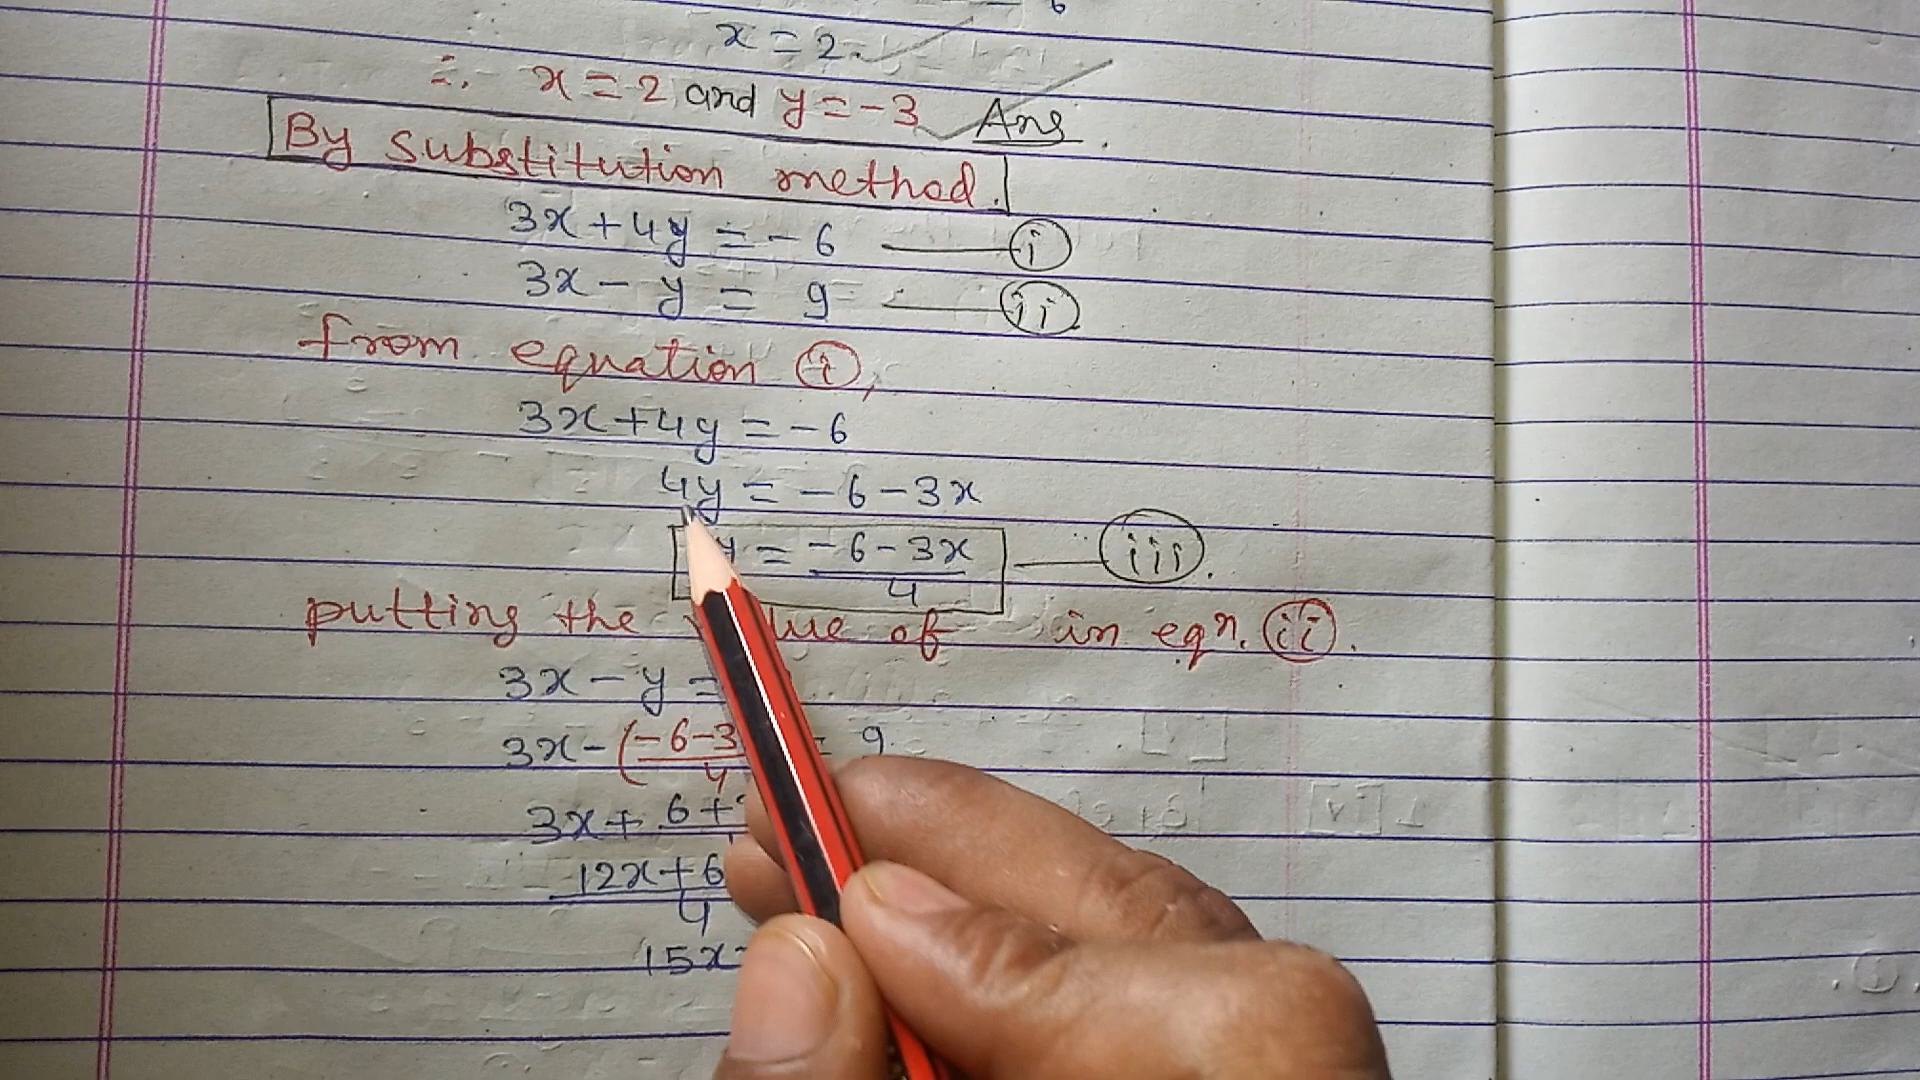 x = 2
∴ x = 2 and y = -3 Ans.
By Substitution method.
3x + 4y = -6 —— (i)
3x - y = 9 —— (ii)
from equation (i),
3x + 4y = -6
4y = -6 - 3x
y = -6 - 3x / 4 —— (iii).
putting the of in eqn. (ii).
3x - y =
3x - (-6-3 / 4 = 9
3x + 6 +
12x + 6 / 4
15x